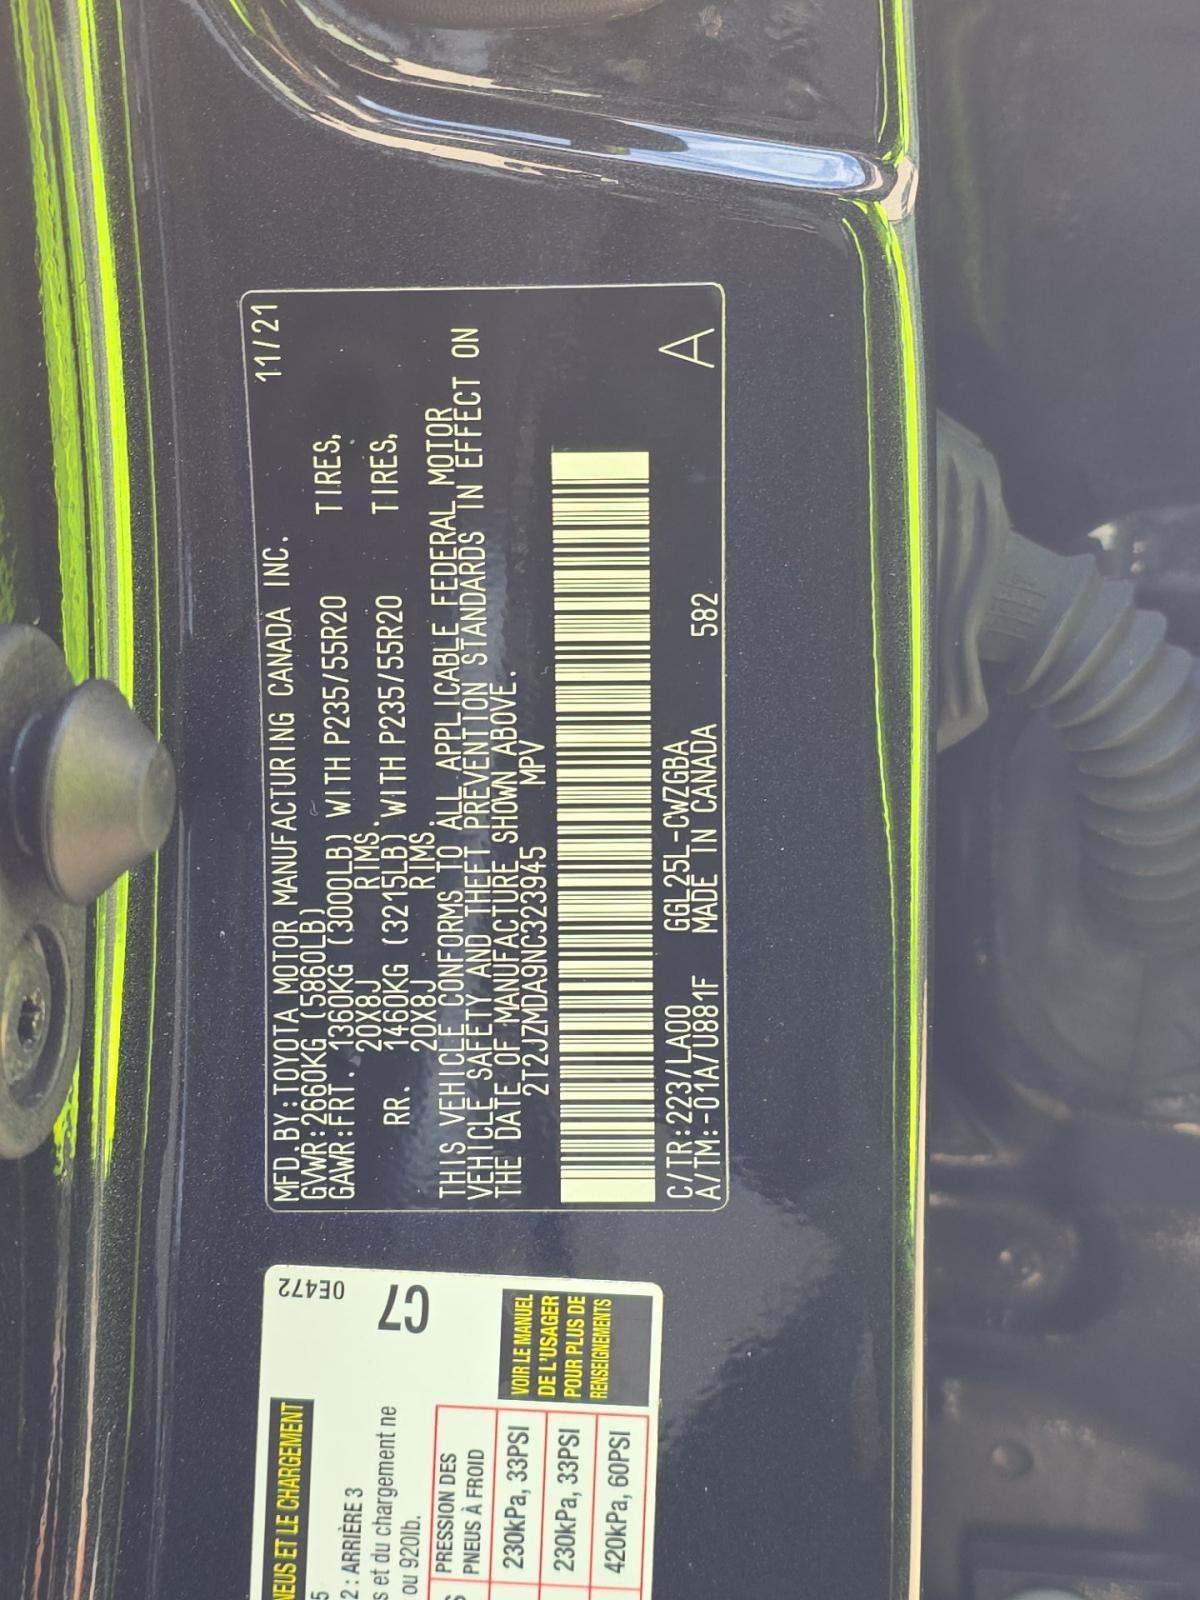 MFD.BY:TOYOTA MOTOR MANUFACTURING CANADA INC. 11/21
GVWR:2660KG (5860LB)
GAWR:FRT. 1360KG (3000LB) WITH P235/55R20 TIRES,
20X8J RIMS.
RR. 1460KG (3215LB) WITH P235/55R20 TIRES,
20X8J RIMS.
THIS VEHICLE CONFORMS TO ALL APPLICABLE FEDERAL MOTOR
VEHICLE SAFETY AND THEFT PREVENTION STANDARDS IN EFFECT ON
THE DATE OF MANUFACTURE SHOWN ABOVE.
2T2JZMDA9NC323945 MPV
C/TR:223/LA00 GGL25L-CWZGBA 582
A/TM:-01A/U881F MADE IN CANADA A
0E472
C7
NEUS ET LE CHARGEMENT
5
2 : ARRIÈRE 3
s et du chargement ne
ou 920lb.
PRESSION DES
PNEUS À FROID
230kPa, 33PSI
230kPa, 33PSI
420kPa, 60PSI
VOIR LE MANUEL
DE L'USAGER
POUR PLUS DE
RENSEIGNEMENTS